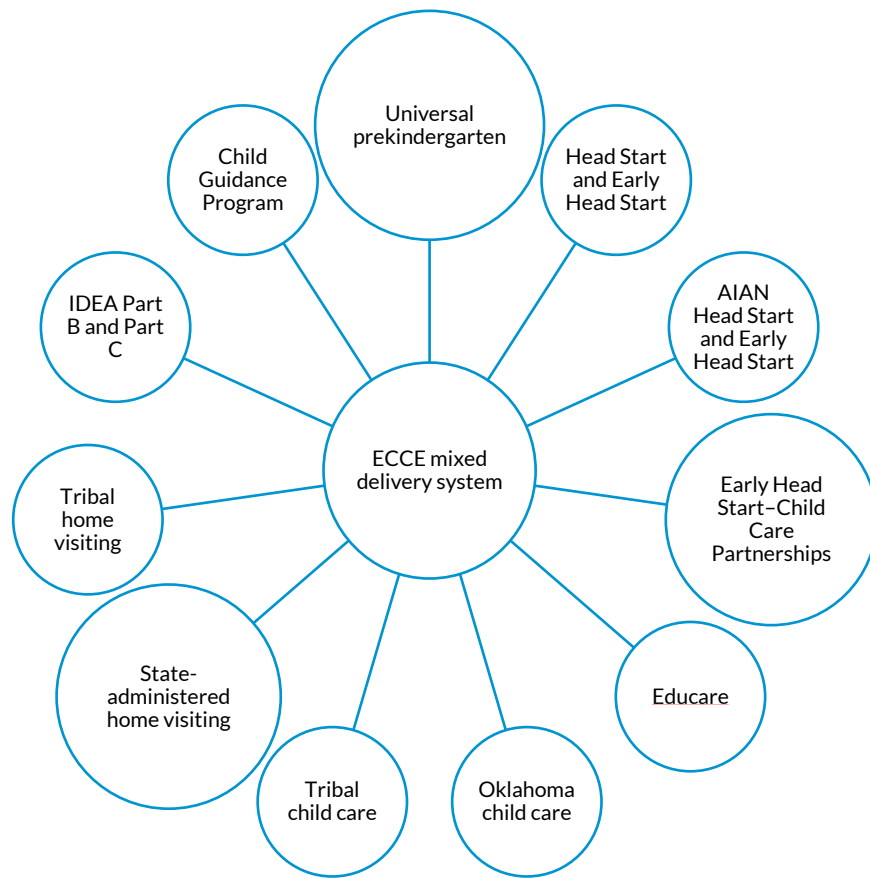 Universal
prekindergarten
Head Start
and Early
Head Start
AIAN
Head Start
and Early
Head Start
Early Head
Start–Child
Care
Partnerships
Educare
Oklahoma
child care
Tribal
child care
State-
administered
home visiting
Tribal
home
visiting
IDEA Part
B and Part
C
Child
Guidance
Program
ECCE mixed
delivery system